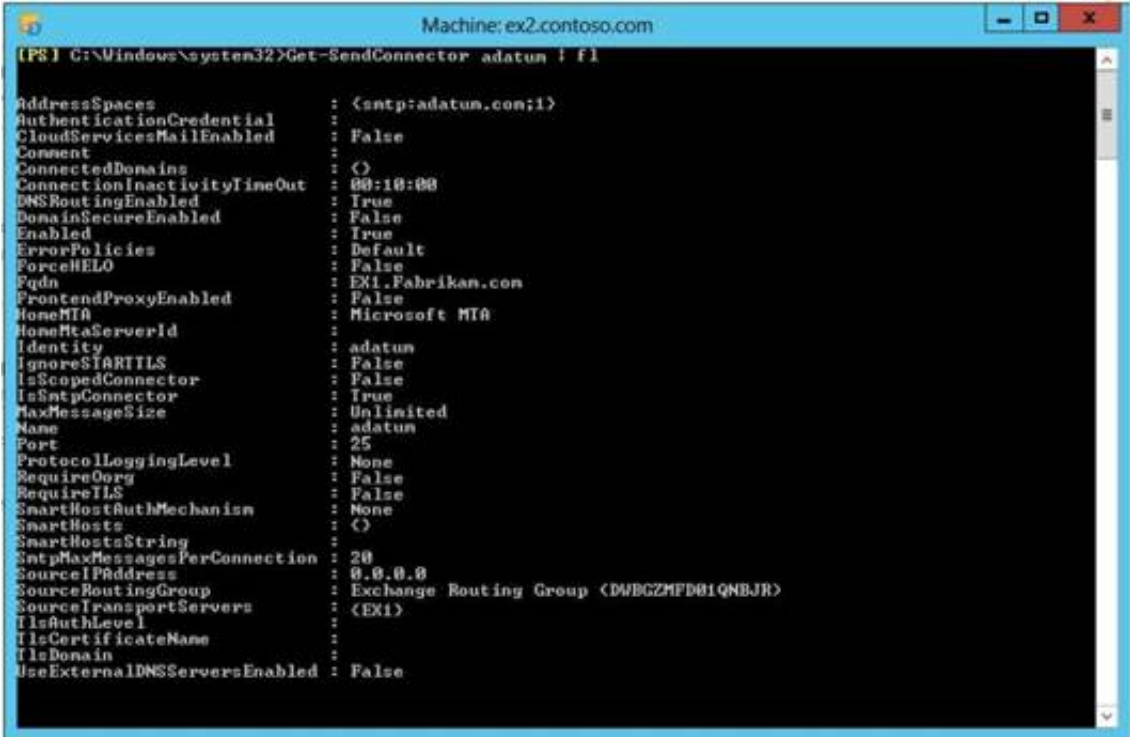 Machine: ex2.contoso.com
[PS] C:\Windows\system32>Get-SendConnector adatum | fl
AddressSpaces : {smtp:adatum.com;1}
AuthenticationCredential :
CloudServicesMailEnabled : False
Comment :
ConnectedDomains : {}
ConnectionInactivityTimeOut : 00:10:00
DNSRoutingEnabled : True
DomainSecureEnabled : False
Enabled : True
ErrorPolicies : Default
ForceHELO : False
Fqdn : EX1.Fabrikam.com
FrontendProxyEnabled : False
HomeMTA : Microsoft MTA
HomeMtaServerId :
Identity : adatum
IgnoreSTARTTLS : False
IsScopedConnector : False
IsSmtpConnector : True
MaxMessageSize : Unlimited
Name : adatum
Port : 25
ProtocolLoggingLevel : None
RequireOorg : False
RequireTLS : False
SmartHostAuthMechanism : None
SmartHosts : {}
SmartHostsString :
SmtpMaxMessagesPerConnection : 20
SourceIPAddress : 0.0.0.0
SourceRoutingGroup : Exchange Routing Group (DWBGZMFD01QNBJR)
SourceTransportServers : {EX1}
TlsAuthLevel :
TlsCertificateName :
TlsDomain :
UseExternalDNSServersEnabled : False